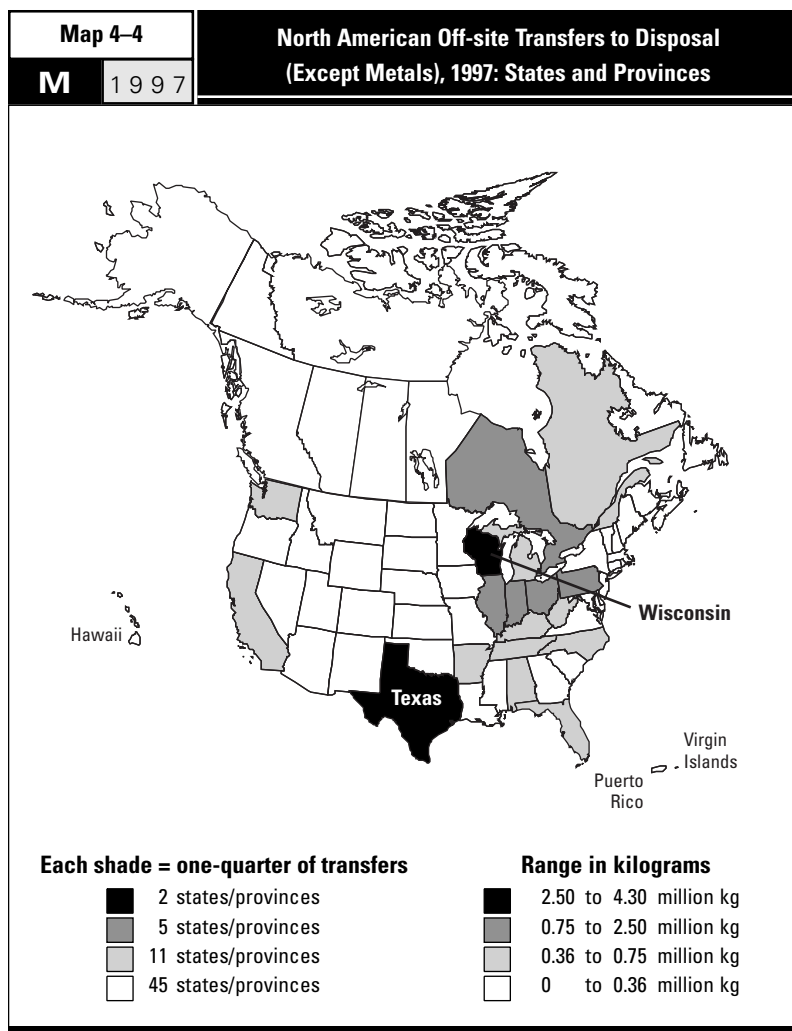 Map 4–4
M 1997
North American Off-site Transfers to Disposal
(Except Metals), 1997: States and Provinces
Hawaii
Wisconsin
Texas
Virgin
Islands
Puerto
Rico
Each shade = one-quarter of transfers
2 states/provinces
5 states/provinces
11 states/provinces
45 states/provinces
Range in kilograms
2.50 to 4.30 million kg
0.75 to 2.50 million kg
0.36 to 0.75 million kg
0 to 0.36 million kg